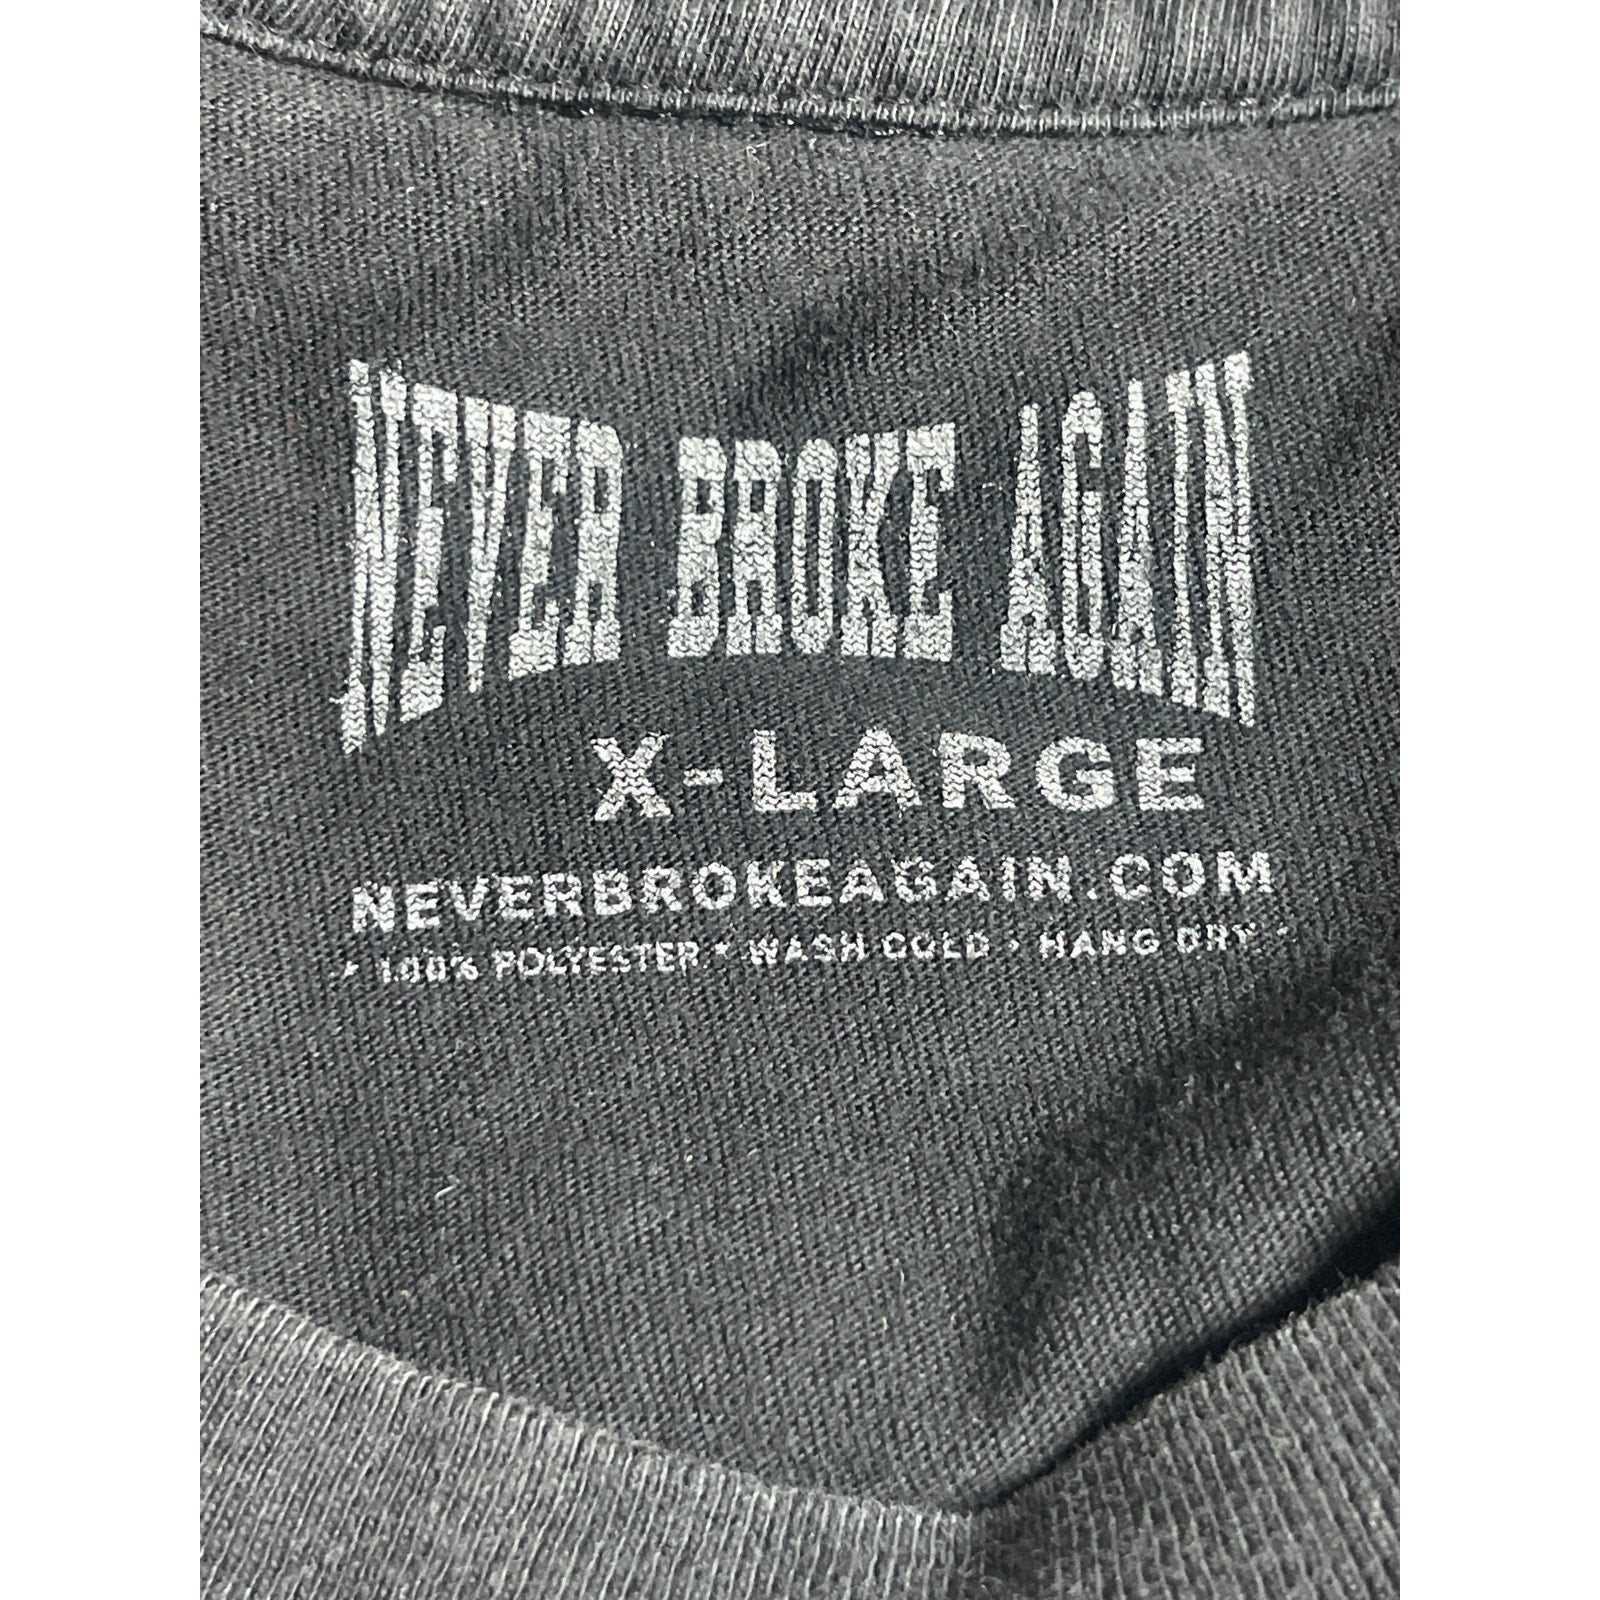 NEVER BROKE AGAIN
X-LARGE
NEVERBROKEAGAIN.COM
* 100% POLYESTER * WASH COLD * HANG DRY *